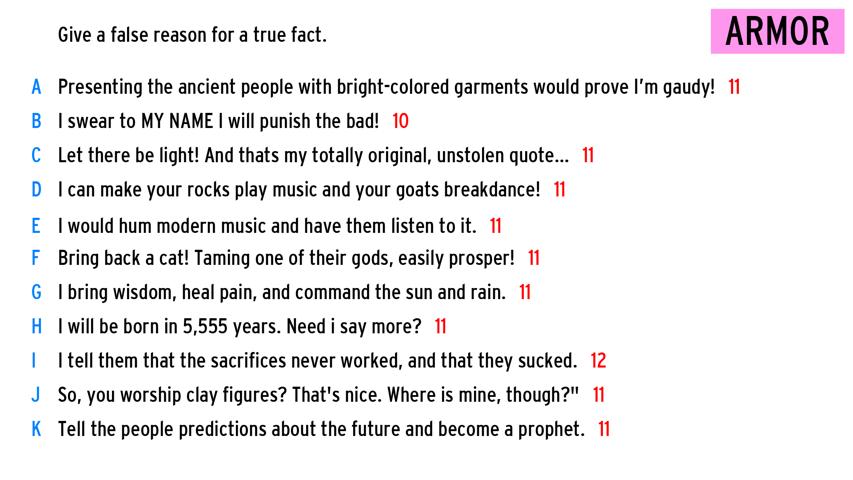 Give a false reason for a true fact.
ARMOR
A Presenting the ancient people with bright-colored garments would prove I'm gaudy! 11
B I swear to MY NAME I will punish the bad! 10
C Let there be light! And thats my totally original, unstolen quote... 11
D I can make your rocks play music and your goats breakdance! 11
E I would hum modern music and have them listen to it. 11
F Bring back a cat! Taming one of their gods, easily prosper! 11
G I bring wisdom, heal pain, and command the sun and rain. 11
H I will be born in 5,555 years. Need i say more? 11
I I tell them that the sacrifices never worked, and that they sucked. 12
J So, you worship clay figures? That's nice. Where is mine, though?" 11
K Tell the people predictions about the future and become a prophet. 11